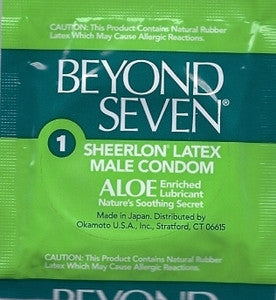 CAUTION: This Product Contains Natural Rubber
Latex Which May Cause Allergic Reactions.
BEYOND
SEVEN®
1
SHEERLON® LATEX
MALE CONDOM
ALOE Enriched
Lubricant
Nature's Soothing Secret
Made in Japan. Distributed by
Okamoto U.S.A., Inc., Stratford, CT 06615
CAUTION: This Product Contains Natural Rubber
Latex Which May Cause Allergic Reactions.